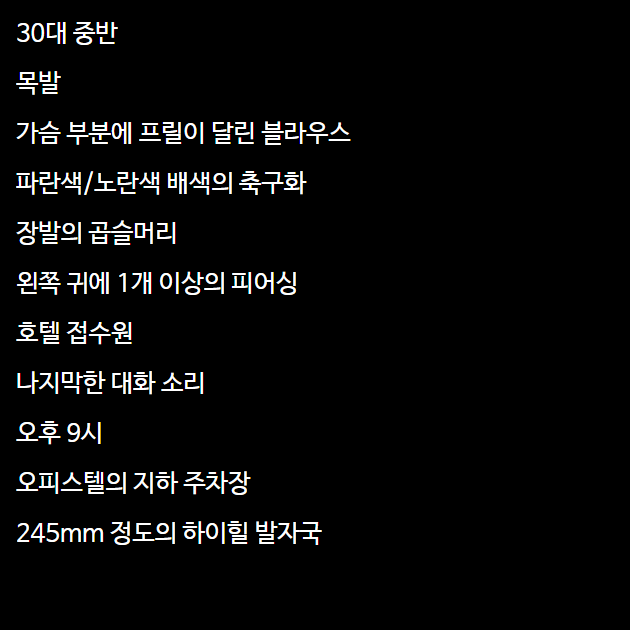 30대 중반
목발
가슴 부분에 프릴이 달린 블라우스
파란색/노란색 배색의 축구화
장발의 곱슬머리
왼쪽 귀에 1개 이상의 피어싱
호텔 접수원
나지막한 대화 소리
오후 9시
오피스텔의 지하 주차장
245mm 정도의 하이힐 발자국